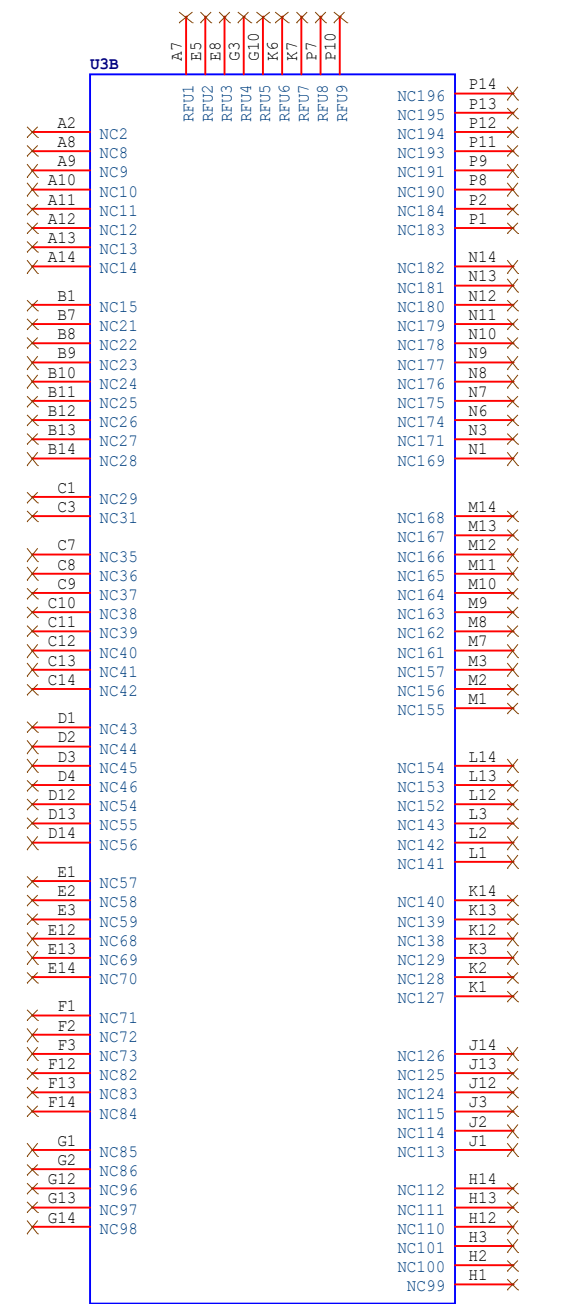 A7 E5 E8 G3 G10 K6 K7 P7 P10
U3B
RFU1 RFU2 RFU3 RFU4 RFU5 RFU6 RFU7 RFU8 RFU9
A2 NC2
A8 NC8
A9 NC9
A10 NC10
A11 NC11
A12 NC12
A13 NC13
A14 NC14
B1 NC15
B7 NC21
B8 NC22
B9 NC23
B10 NC24
B11 NC25
B12 NC26
B13 NC27
B14 NC28
C1 NC29
C3 NC31
C7 NC35
C8 NC36
C9 NC37
C10 NC38
C11 NC39
C12 NC40
C13 NC41
C14 NC42
D1 NC43
D2 NC44
D3 NC45
D4 NC46
D12 NC54
D13 NC55
D14 NC56
E1 NC57
E2 NC58
E3 NC59
E12 NC68
E13 NC69
E14 NC70
F1 NC71
F2 NC72
F3 NC73
F12 NC82
F13 NC83
F14 NC84
G1 NC85
G2 NC86
G12 NC96
G13 NC97
G14 NC98
NC196 P14
NC195 P13
NC194 P12
NC193 P11
NC191 P9
NC190 P8
NC184 P2
NC183 P1
NC182 N14
NC181 N13
NC180 N12
NC179 N11
NC178 N10
NC177 N9
NC176 N8
NC175 N7
NC174 N6
NC171 N3
NC169 N1
NC168 M14
NC167 M13
NC166 M12
NC165 M11
NC164 M10
NC163 M9
NC162 M8
NC161 M7
NC157 M3
NC156 M2
NC155 M1
NC154 L14
NC153 L13
NC152 L12
NC143 L3
NC142 L2
NC141 L1
NC140 K14
NC139 K13
NC138 K12
NC129 K3
NC128 K2
NC127 K1
NC126 J14
NC125 J13
NC124 J12
NC115 J3
NC114 J2
NC113 J1
NC112 H14
NC111 H13
NC110 H12
NC101 H3
NC100 H2
NC99 H1